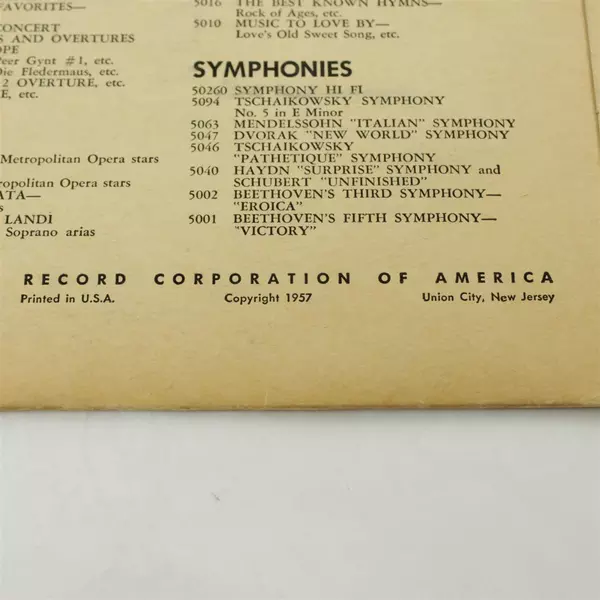 FAVORITES—
CONCERT
S AND OVERTURES
OPE
Peer Gynt #1, etc.
Die Fledermaus, etc.
2 OVERTURE, etc.
E, etc.
Metropolitan Opera stars
ropolitan Opera stars
ATA—
s
LANDI
Soprano arias
5016 THE BEST KNOWN HYMNS—
Rock of Ages, etc.
5010 MUSIC TO LOVE BY—
Love's Old Sweet Song, etc.
SYMPHONIES
50260 SYMPHONY HI FI
5094 TSCHAIKOWSKY SYMPHONY
No. 5 in E Minor
5063 MENDELSSOHN "ITALIAN" SYMPHONY
5047 DVORAK "NEW WORLD" SYMPHONY
5046 TSCHAIKOWSKY
"PATHETIQUE" SYMPHONY
5040 HAYDN "SURPRISE" SYMPHONY and
SCHUBERT "UNFINISHED"
5002 BEETHOVEN'S THIRD SYMPHONY—
"EROICA"
5001 BEETHOVEN'S FIFTH SYMPHONY—
"VICTORY"
RECORD CORPORATION OF AMERICA
Printed in U.S.A. Copyright 1957 Union City, New Jersey